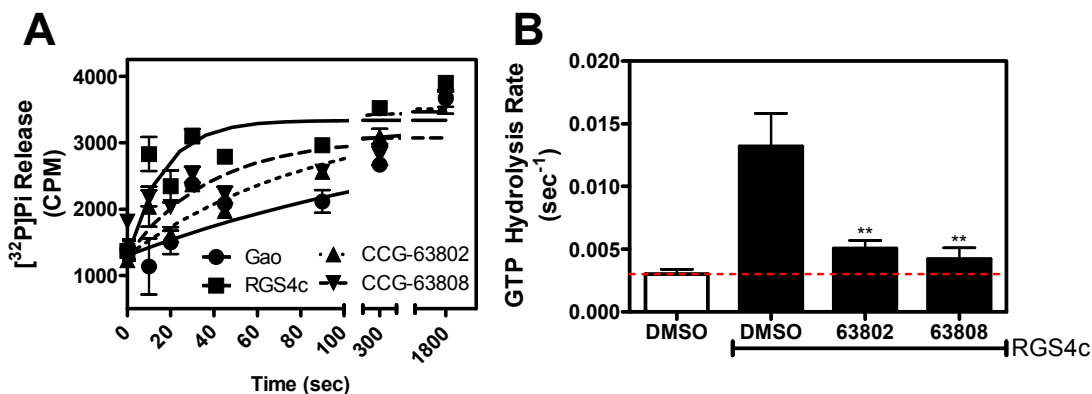 A
[³²P]Pi Release
(CPM)
4000
3000
2000
1000
Gαo
RGS4c
CCG-63802
CCG-63808
0 20 40 60 80 100 300 1800
Time (sec)
B
GTP Hydrolysis Rate
(sec⁻¹)
0.020
0.015
0.010
0.005
0.000
** **
DMSO DMSO 63802 63808
RGS4c